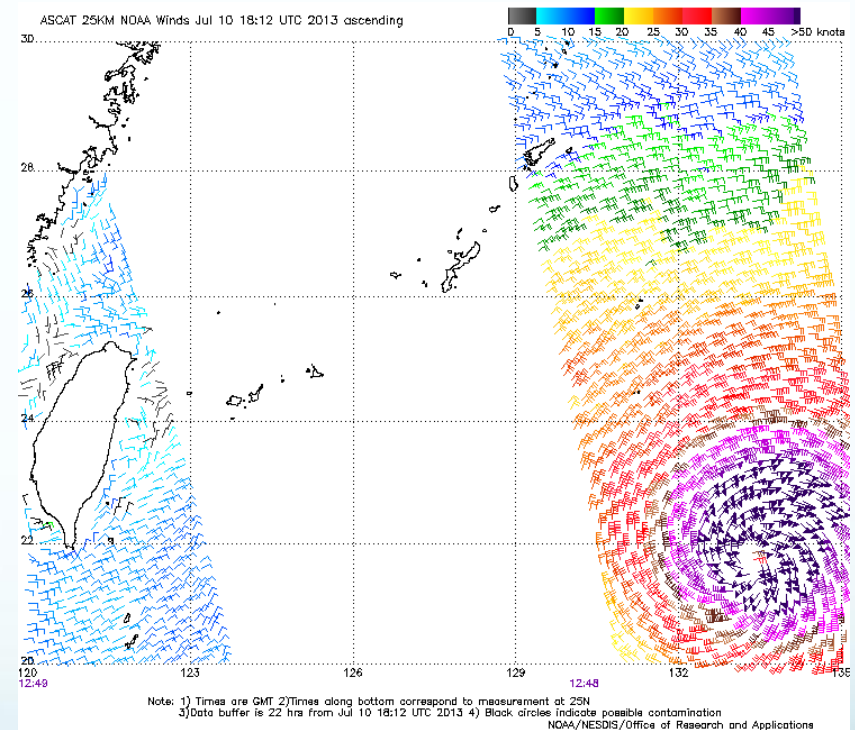 ASCAT 25KM NOAA Winds Jul 10 18:12 UTC 2013 ascending
0 5 10 15 20 25 30 35 40 45 >50 knots
30
28
26
24
22
20
120 123 126 129 132 135
12:49 12:48
Note: 1) Times are GMT 2)Times along bottom correspond to measurement at 25N
3)Data buffer is 22 hrs from Jul 10 18:12 UTC 2013 4) Black circles indicate possible contamination
NOAA/NESDIS/Office of Research and Applications